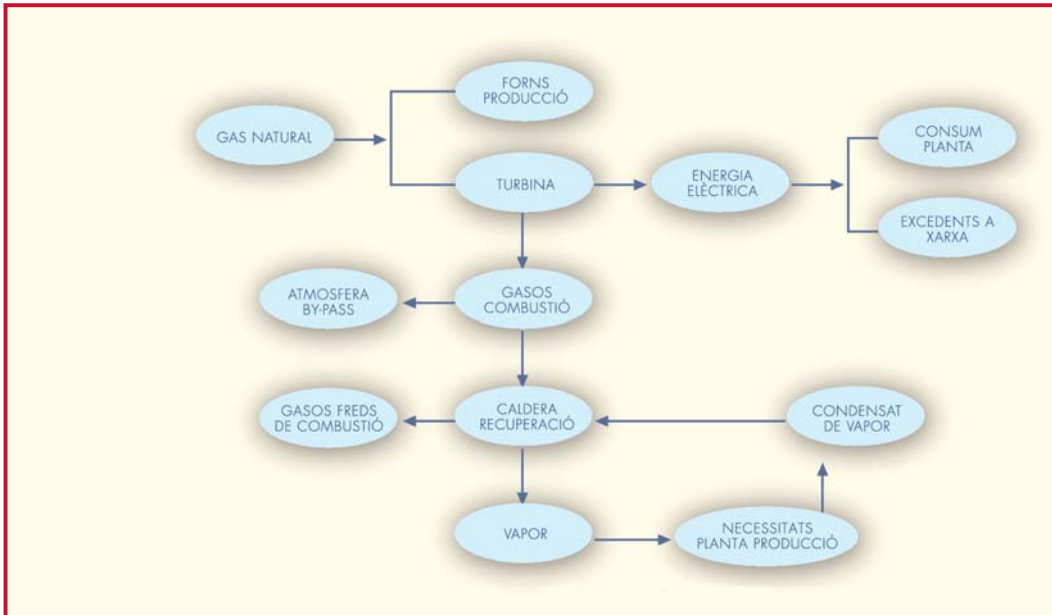 FORNS
PRODUCCIÓ
GAS NATURAL
CONSUM
PLANTA
TURBINA
ENERGIA
ELÈCTRICA
EXCEDENTS A
XARXA
ATMOSFERA
BY-PASS
GASOS
COMBUSTIÓ
GASOS FREDS
DE COMBUSTIÓ
CALDERA
RECUPERACIÓ
CONDENSAT
DE VAPOR
VAPOR
NECESSITATS
PLANTA PRODUCCIÓ